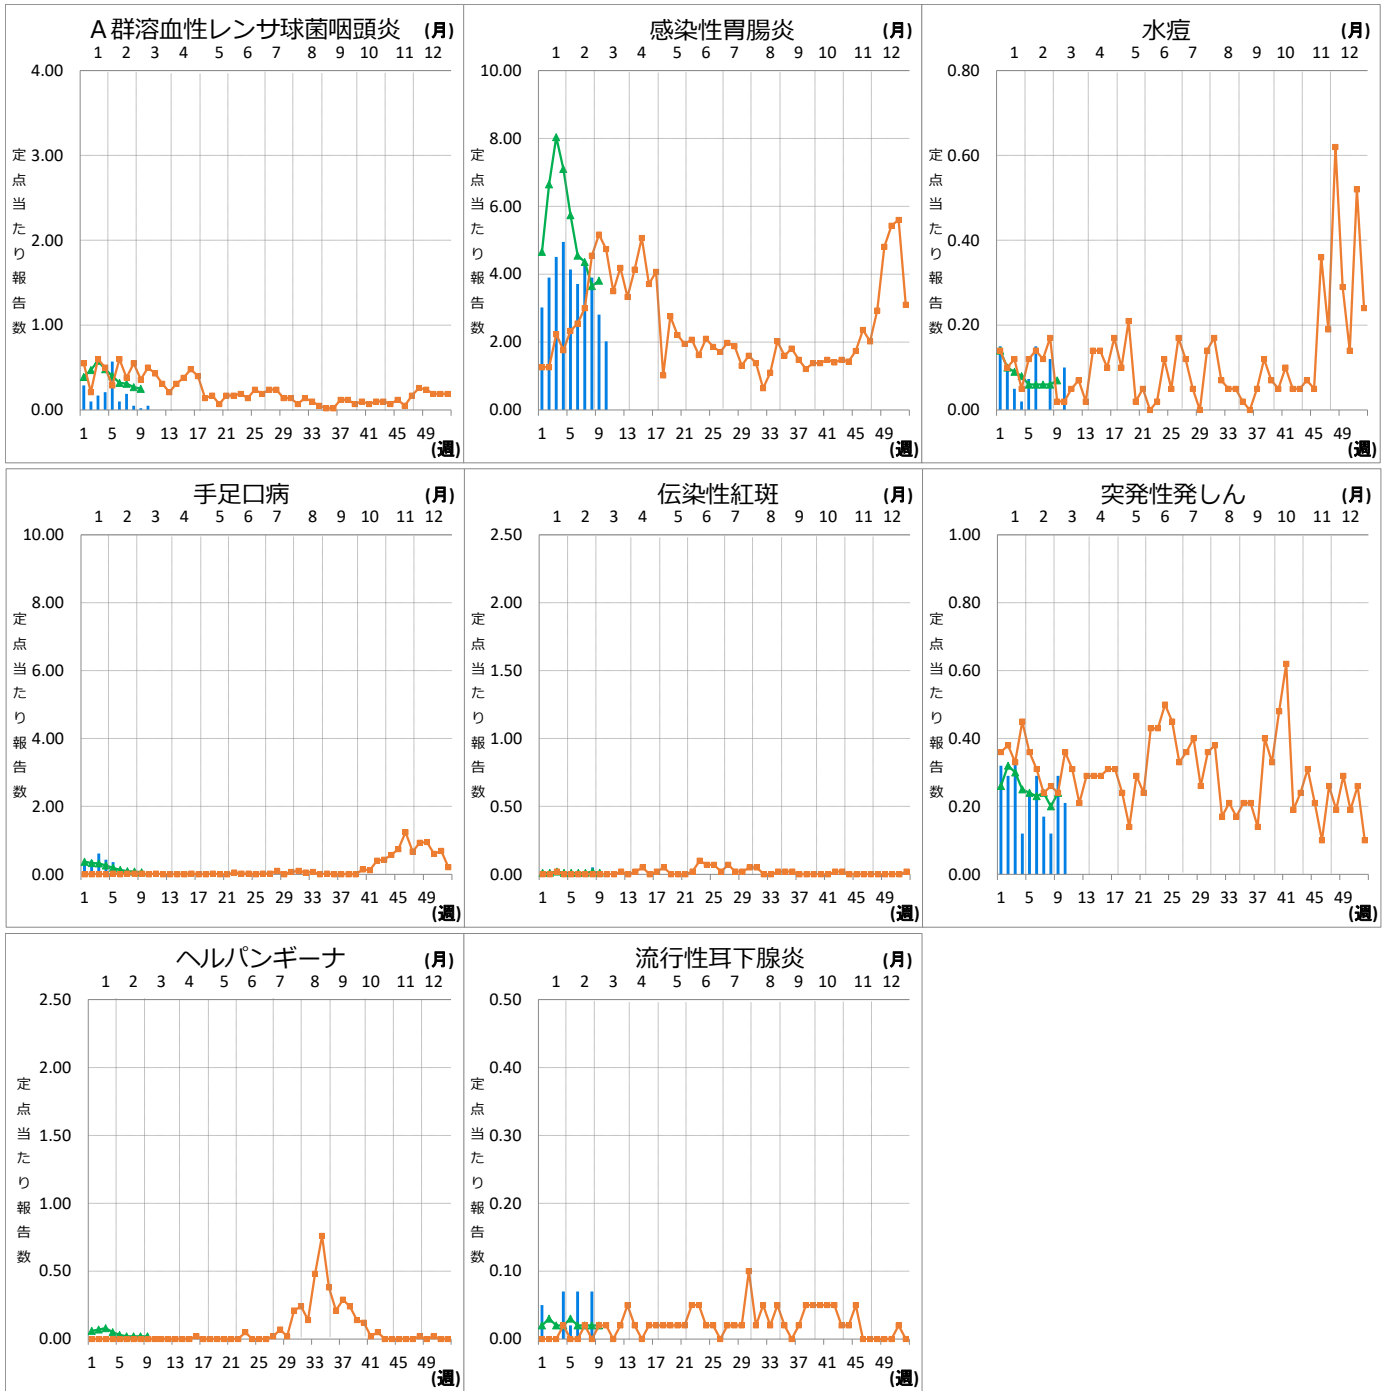 A群溶血性レンサ球菌咽頭炎 (月)
1 2 3 4 5 6 7 8 9 10 11 12
4.00
3.00
2.00
1.00
0.00
定点当たり報告数
1 5 9 13 17 21 25 29 33 37 41 45 49
(週)
感染性胃腸炎 (月)
1 2 3 4 5 6 7 8 9 10 11 12
10.00
8.00
6.00
4.00
2.00
0.00
定点当たり報告数
1 5 9 13 17 21 25 29 33 37 41 45 49
(週)
水痘 (月)
1 2 3 4 5 6 7 8 9 10 11 12
0.80
0.60
0.40
0.20
0.00
定点当たり報告数
1 5 9 13 17 21 25 29 33 37 41 45 49
(週)
手足口病 (月)
1 2 3 4 5 6 7 8 9 10 11 12
10.00
8.00
6.00
4.00
2.00
0.00
定点当たり報告数
1 5 9 13 17 21 25 29 33 37 41 45 49
(週)
伝染性紅斑 (月)
1 2 3 4 5 6 7 8 9 10 11 12
2.50
2.00
1.50
1.00
0.50
0.00
定点当たり報告数
1 5 9 13 17 21 25 29 33 37 41 45 49
(週)
突発性発しん (月)
1 2 3 4 5 6 7 8 9 10 11 12
1.00
0.80
0.60
0.40
0.20
0.00
定点当たり報告数
1 5 9 13 17 21 25 29 33 37 41 45 49
(週)
ヘルパンギーナ (月)
1 2 3 4 5 6 7 8 9 10 11 12
2.50
2.00
1.50
1.00
0.50
0.00
定点当たり報告数
1 5 9 13 17 21 25 29 33 37 41 45 49
(週)
流行性耳下腺炎 (月)
1 2 3 4 5 6 7 8 9 10 11 12
0.50
0.40
0.30
0.20
0.10
0.00
定点当たり報告数
1 5 9 13 17 21 25 29 33 37 41 45 49
(週)